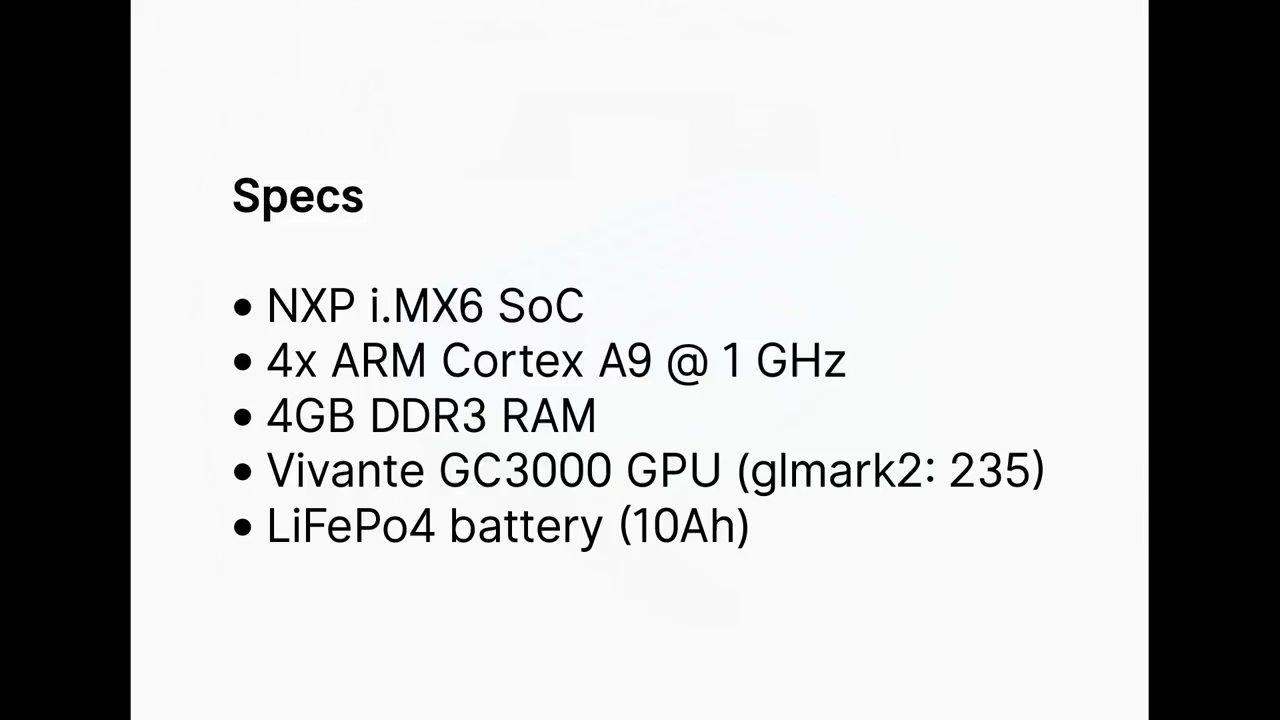 Specs
• NXP i.MX6 SoC
• 4x ARM Cortex A9 @ 1 GHz
• 4GB DDR3 RAM
• Vivante GC3000 GPU (glmark2: 235)
• LiFePo4 battery (10Ah)